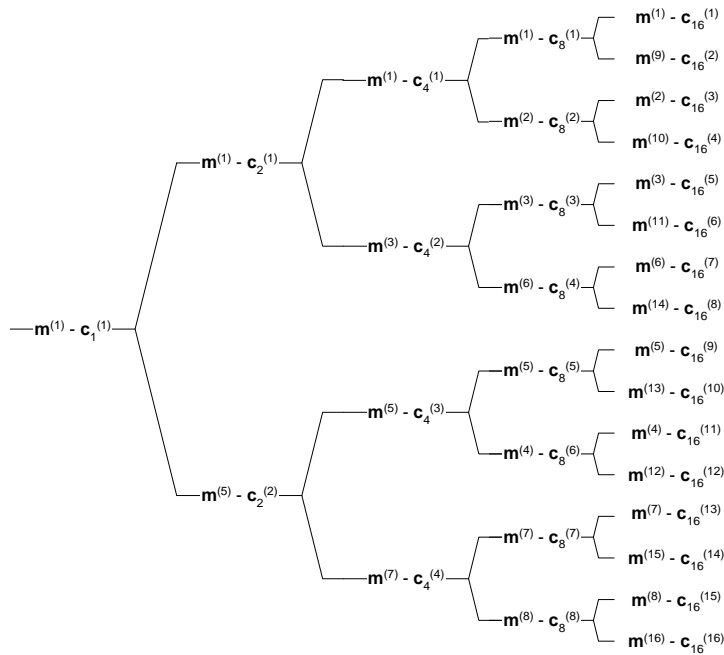 m(1) - c16(1)
m(1) - c8(1)
m(9) - c16(2)
m(1) - c4(1)
m(2) - c16(3)
m(2) - c8(2)
m(10) - c16(4)
m(1) - c2(1)
m(3) - c16(5)
m(3) - c8(3)
m(11) - c16(6)
m(3) - c4(2)
m(6) - c16(7)
m(6) - c8(4)
m(14) - c16(8)
m(1) - c1(1)
m(5) - c16(9)
m(5) - c8(5)
m(13) - c16(10)
m(5) - c4(3)
m(4) - c16(11)
m(4) - c8(6)
m(12) - c16(12)
m(5) - c2(2)
m(7) - c16(13)
m(7) - c8(7)
m(15) - c16(14)
m(7) - c4(4)
m(8) - c16(15)
m(8) - c8(8)
m(16) - c16(16)